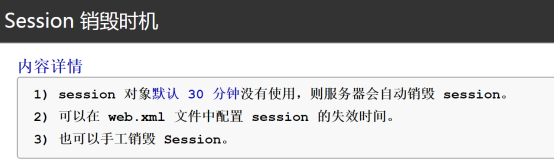 Session 销毁时机
内容详情
1) session 对象默认 30 分钟没有使用，则服务器会自动销毁 session。
2) 可以在 web.xml 文件中配置 session 的失效时间。
3) 也可以手工销毁 Session。